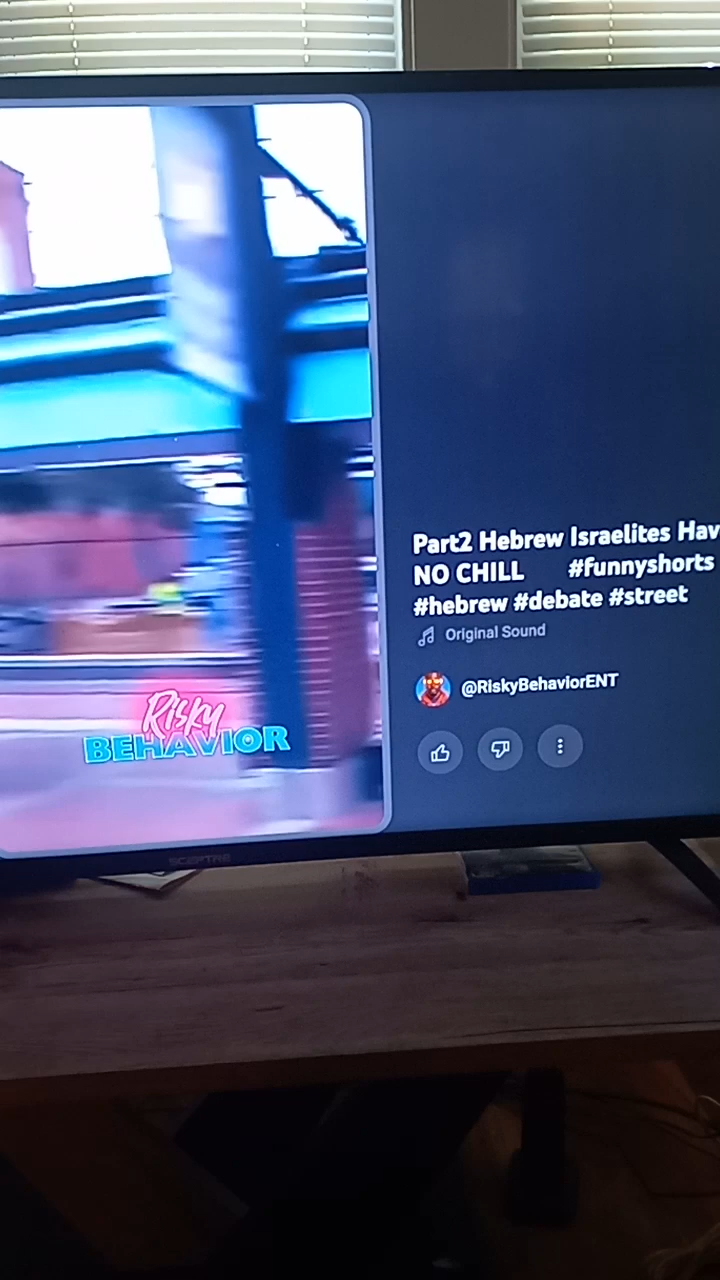 Part2 Hebrew Israelites Hav
NO CHILL #funnyshorts
#hebrew #debate #street
Original Sound
@RiskyBehaviorENT
Risky
BEHAVIOR
SCEPTRE